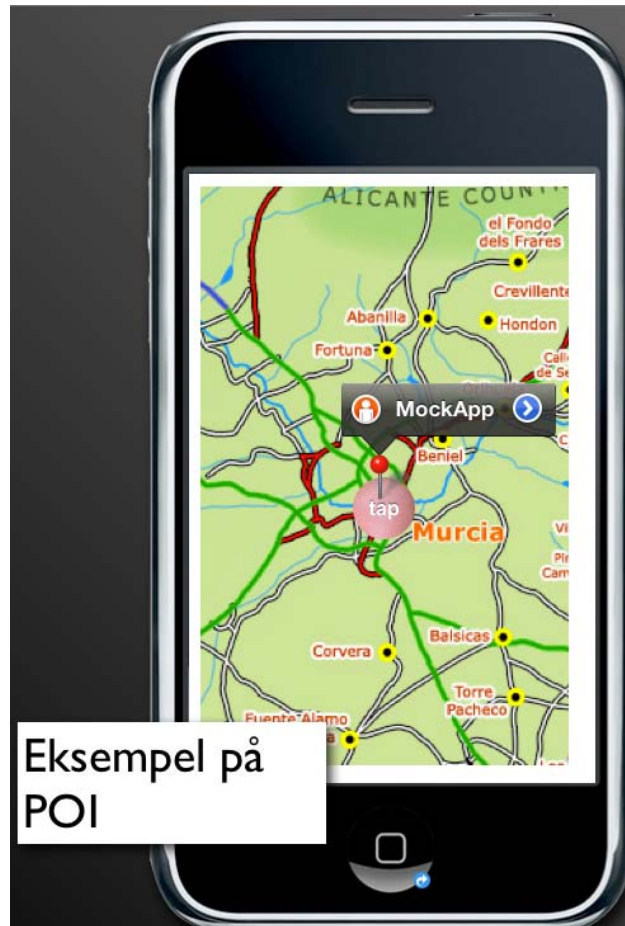 ALICANTE COUNT
el Fondo
dels Frares
Crevillente
Abanilla
Hondon
Fortuna
MockApp
Beniel
tap
Murcia
Corvera
Balsicas
Torre
Pacheco
Fuente Alamo
Eksempel på
POI